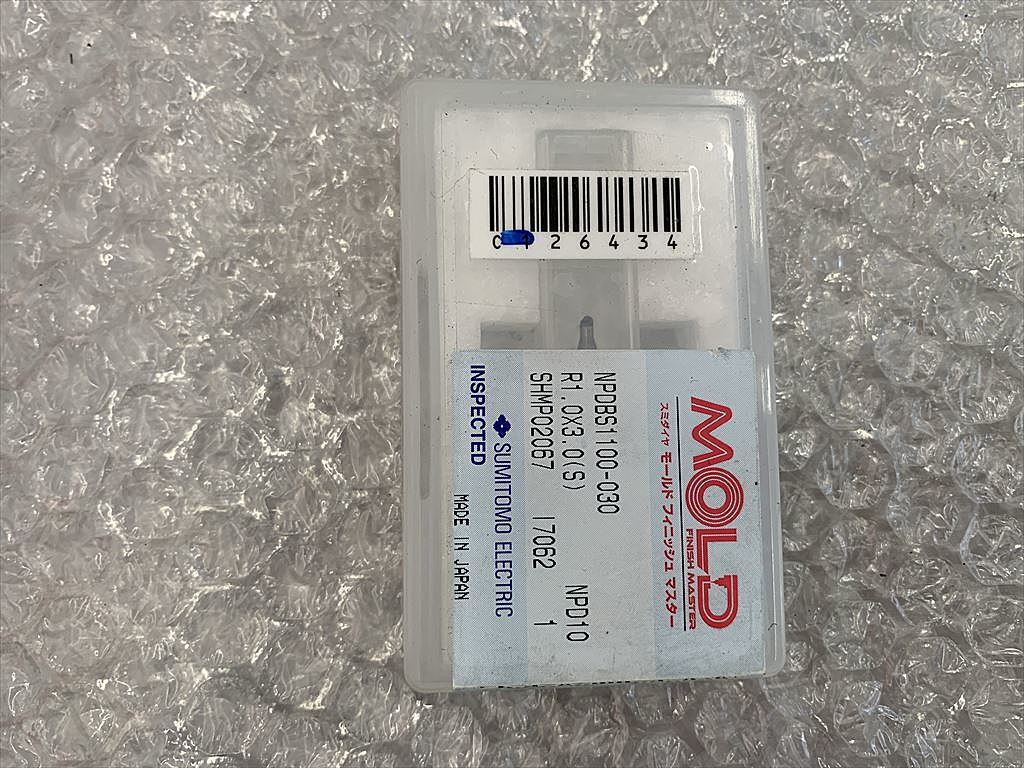 0126434
MOLD
FINISH MASTER
スミダイヤ モールド フィニッシュ マスター
NPDBS1100-030 NPD10
R1.0X3.0(S)
SHMP02067 17062 1
SUMITOMO ELECTRIC
INSPECTED
MADE IN JAPAN